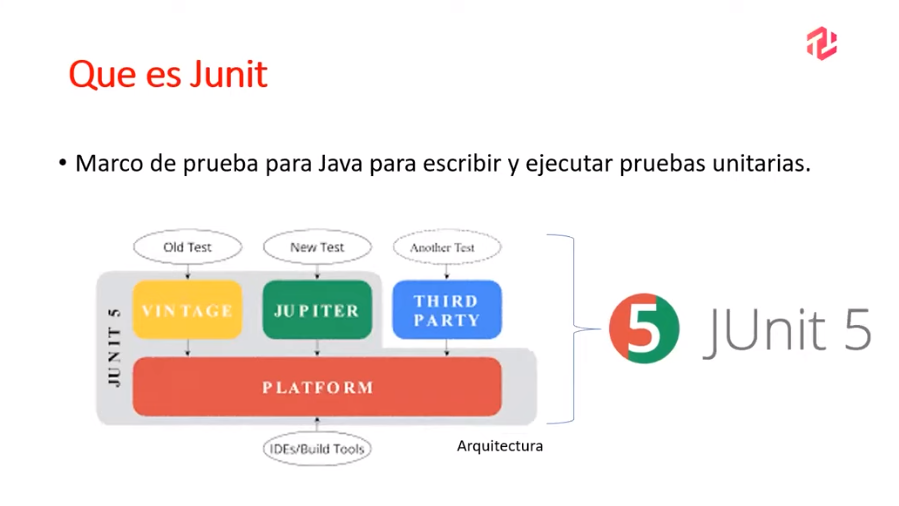 Que es Junit
• Marco de prueba para Java para escribir y ejecutar pruebas unitarias.
Old Test
New Test
Another Test
JUNIT 5
VINTAGE
JUPITER
THIRD
PARTY
PLATFORM
IDEs/Build Tools
Arquitectura
5 JUnit 5